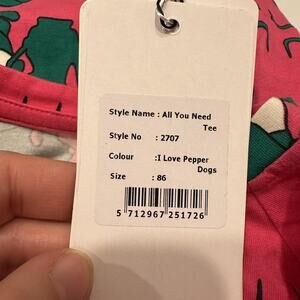 Style Name : All You Need
Tee
Style No : 2707
Colour :I Love Pepper
Dogs
Size : 86
5 712967 251726